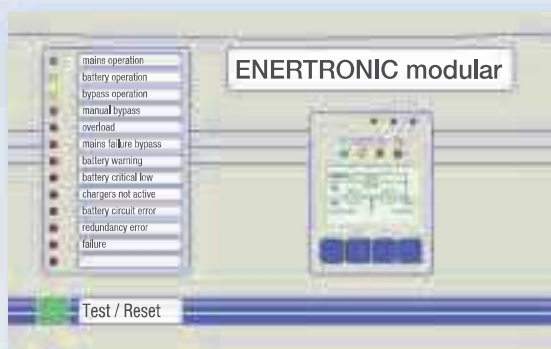 mains operation
battery operation
bypass operation
manual bypass
overload
mains failure bypass
battery warning
battery critical low
chargers not active
battery circuit error
redundancy error
failure
ENERTRONIC modular
Test / Reset